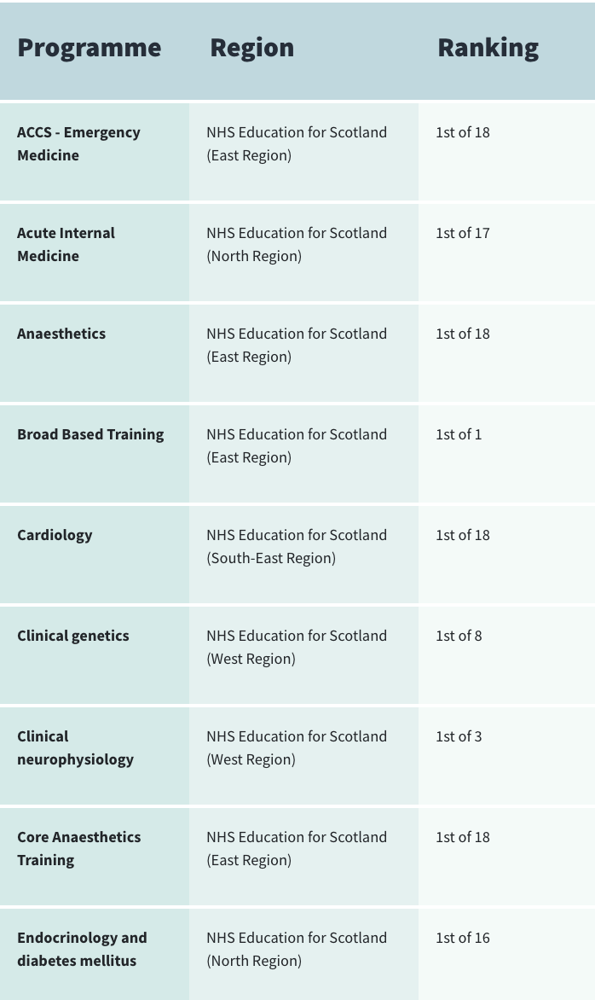 Programme Region Ranking
ACCS - Emergency NHS Education for Scotland 1st of 18
Medicine (East Region)
Acute Internal NHS Education for Scotland 1st of 17
Medicine (North Region)
Anaesthetics NHS Education for Scotland 1st of 18
(East Region)
Broad Based Training NHS Education for Scotland 1st of 1
(East Region)
Cardiology NHS Education for Scotland 1st of 18
(South-East Region)
Clinical genetics NHS Education for Scotland 1st of 8
(West Region)
Clinical NHS Education for Scotland 1st of 3
neurophysiology (West Region)
Core Anaesthetics NHS Education for Scotland 1st of 18
Training (East Region)
Endocrinology and NHS Education for Scotland 1st of 16
diabetes mellitus (North Region)